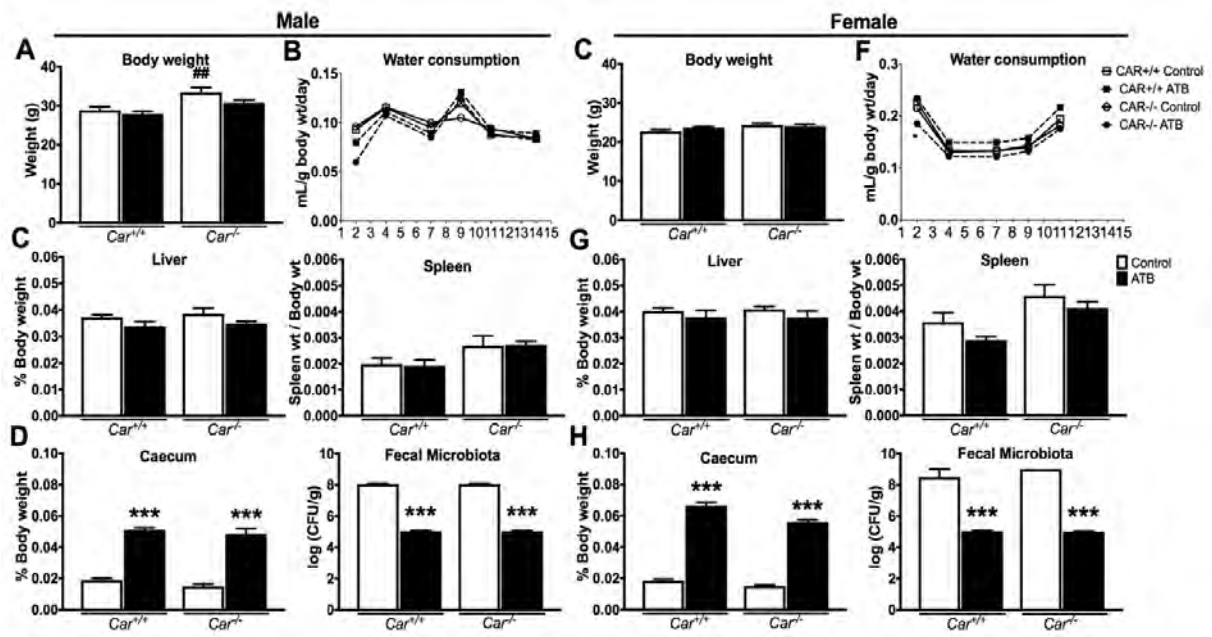 Male
Female
A
Body weight
##
Weight (g)
40
30
20
10
0
Car+/+
Car-/-
B
Water consumption
mL/g body wt/day
0.15
0.10
0.05
0.00
1 2 3 4 5 6 7 8 9 10 11 12 13 14 15
C
Body weight
Weight (g)
40
30
20
10
0
Car+/+
Car-/-
F
Water consumption
mL/g body wt/day
0.3
0.2
0.1
0.00
1 2 3 4 5 6 7 8 9 10 11 12 13 14 15
CAR+/+ Control
CAR+/+ ATB
CAR-/- Control
CAR-/- ATB
C
Liver
% Body weight
0.06
0.05
0.04
0.03
0.02
0.01
0.00
Car+/+
Car-/-
Spleen
Spleen wt / Body wt
0.006
0.005
0.004
0.003
0.002
0.001
0.000
Car+/+
Car-/-
G
Liver
% Body weight
0.06
0.05
0.04
0.03
0.02
0.01
0.00
Car+/+
Car-/-
Spleen
Spleen wt / Body wt
0.006
0.005
0.004
0.003
0.002
0.001
0.000
Car+/+
Car-/-
Control
ATB
D
Caecum
% Body weight
0.08
0.06
0.04
0.02
0.00
***
***
Car+/+
Car-/-
Fecal Microbiota
log (CFU/g)
10
8
6
4
2
0
***
***
Car+/+
Car-/-
H
Caecum
% Body weight
0.08
0.06
0.04
0.02
0.00
***
***
Car+/+
Car-/-
Fecal Microbiota
log (CFU/g)
10
8
6
4
2
0
***
***
Car+/+
Car-/-